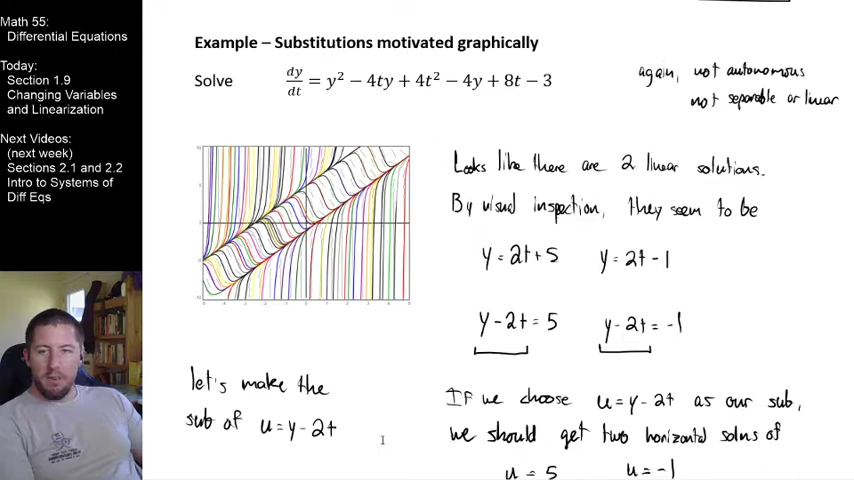 Math 55:
Differential Equations
Today:
Section 1.9
Changing Variables
and Linearization
Next Videos:
(next week)
Sections 2.1 and 2.2
Intro to Systems of
Diff Eqs
Example – Substitutions motivated graphically
Solve dy/dt = y² − 4ty + 4t² − 4y + 8t − 3
again, not autonomous
not separable or linear
Looks like there are 2 linear solutions.
By visual inspection, they seem to be
y = 2t + 5 y = 2t − 1
y − 2t = 5 y − 2t = −1
let's make the
sub of u = y − 2t
If we choose u = y − 2t as our sub,
we should get two horizontal solns of
u = 5 u = −1